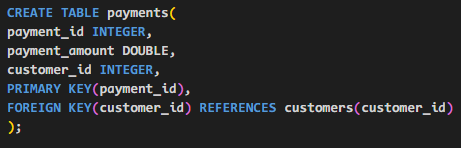 CREATE TABLE payments(
payment_id INTEGER,
payment_amount DOUBLE,
customer_id INTEGER,
PRIMARY KEY(payment_id),
FOREIGN KEY(customer_id) REFERENCES customers(customer_id)
);